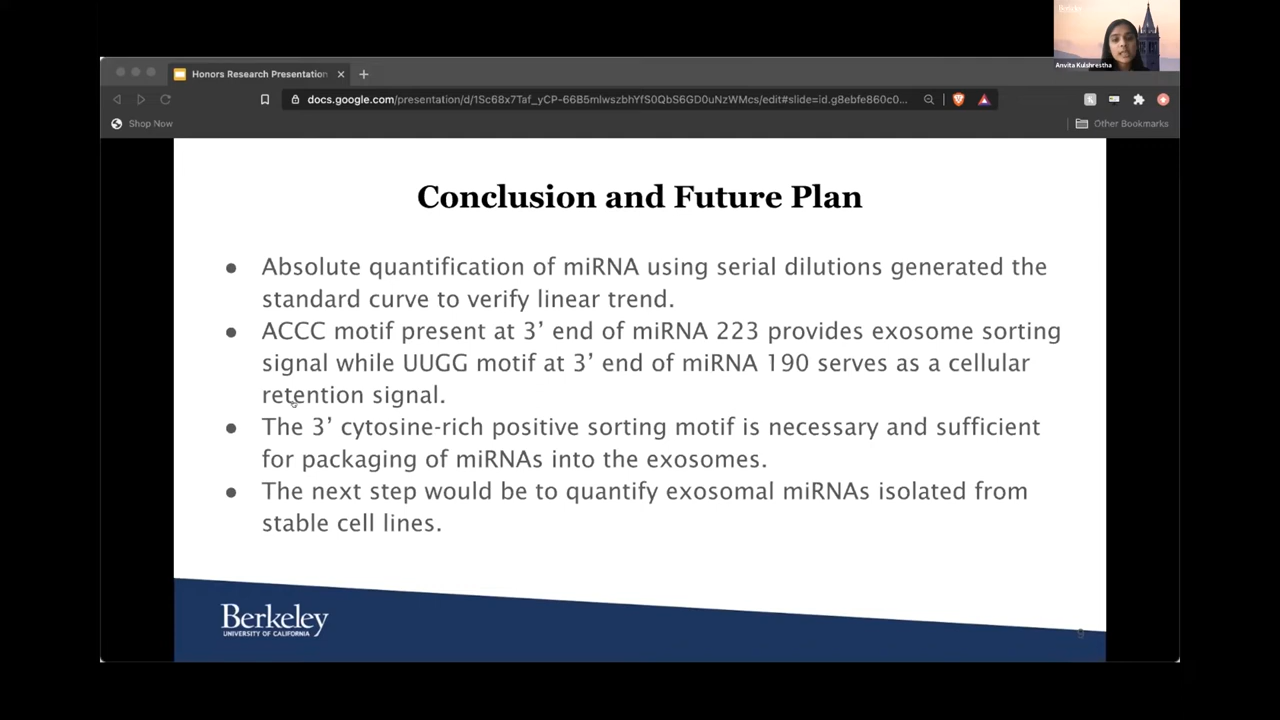 Berkeley
Anvita Kulshrestha
Honors Research Presentation
docs.google.com/presentation/d/1Sc68x7Taf_yCP-66B5mlwszbhYfS0QbS6GD0uNzWMcs/edit#slide=id.g8ebfe860c0...
Shop Now
Other Bookmarks
Conclusion and Future Plan
● Absolute quantification of miRNA using serial dilutions generated the
standard curve to verify linear trend.
● ACCC motif present at 3’ end of miRNA 223 provides exosome sorting
signal while UUGG motif at 3’ end of miRNA 190 serves as a cellular
retention signal.
● The 3’ cytosine-rich positive sorting motif is necessary and sufficient
for packaging of miRNAs into the exosomes.
● The next step would be to quantify exosomal miRNAs isolated from
stable cell lines.
Berkeley
UNIVERSITY OF CALIFORNIA
9